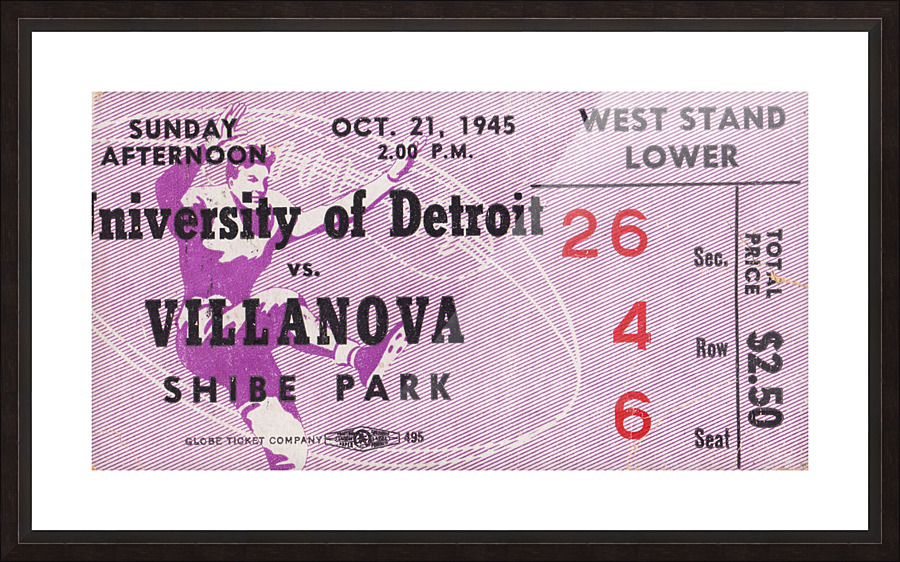 SUNDAY
AFTERNOON
OCT. 21, 1945
2.00 P.M.
WEST STAND
LOWER
University of Detroit
vs.
VILLANOVA
SHIBE PARK
GLOBE TICKET COMPANY 495
26 Sec.
4 Row
6 Seat
TOTAL
PRICE
$2.50